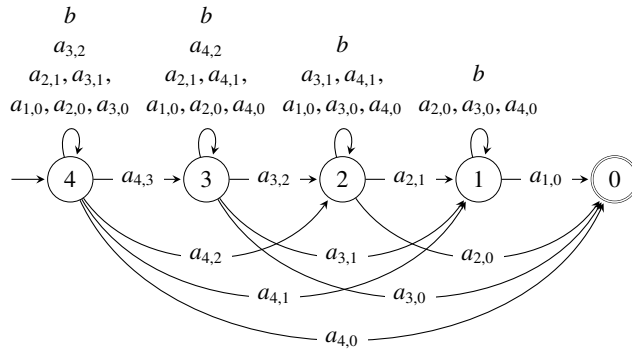 b b
a3,2 a4,2 b
a2,1, a3,1, a2,1, a4,1, a3,1, a4,1, b
a1,0, a2,0, a3,0 a1,0, a2,0, a4,0 a1,0, a3,0, a4,0 a2,0, a3,0, a4,0
4 a4,3 3 a3,2 2 a2,1 1 a1,0 0
a4,2 a3,1 a2,0
a4,1 a3,0
a4,0